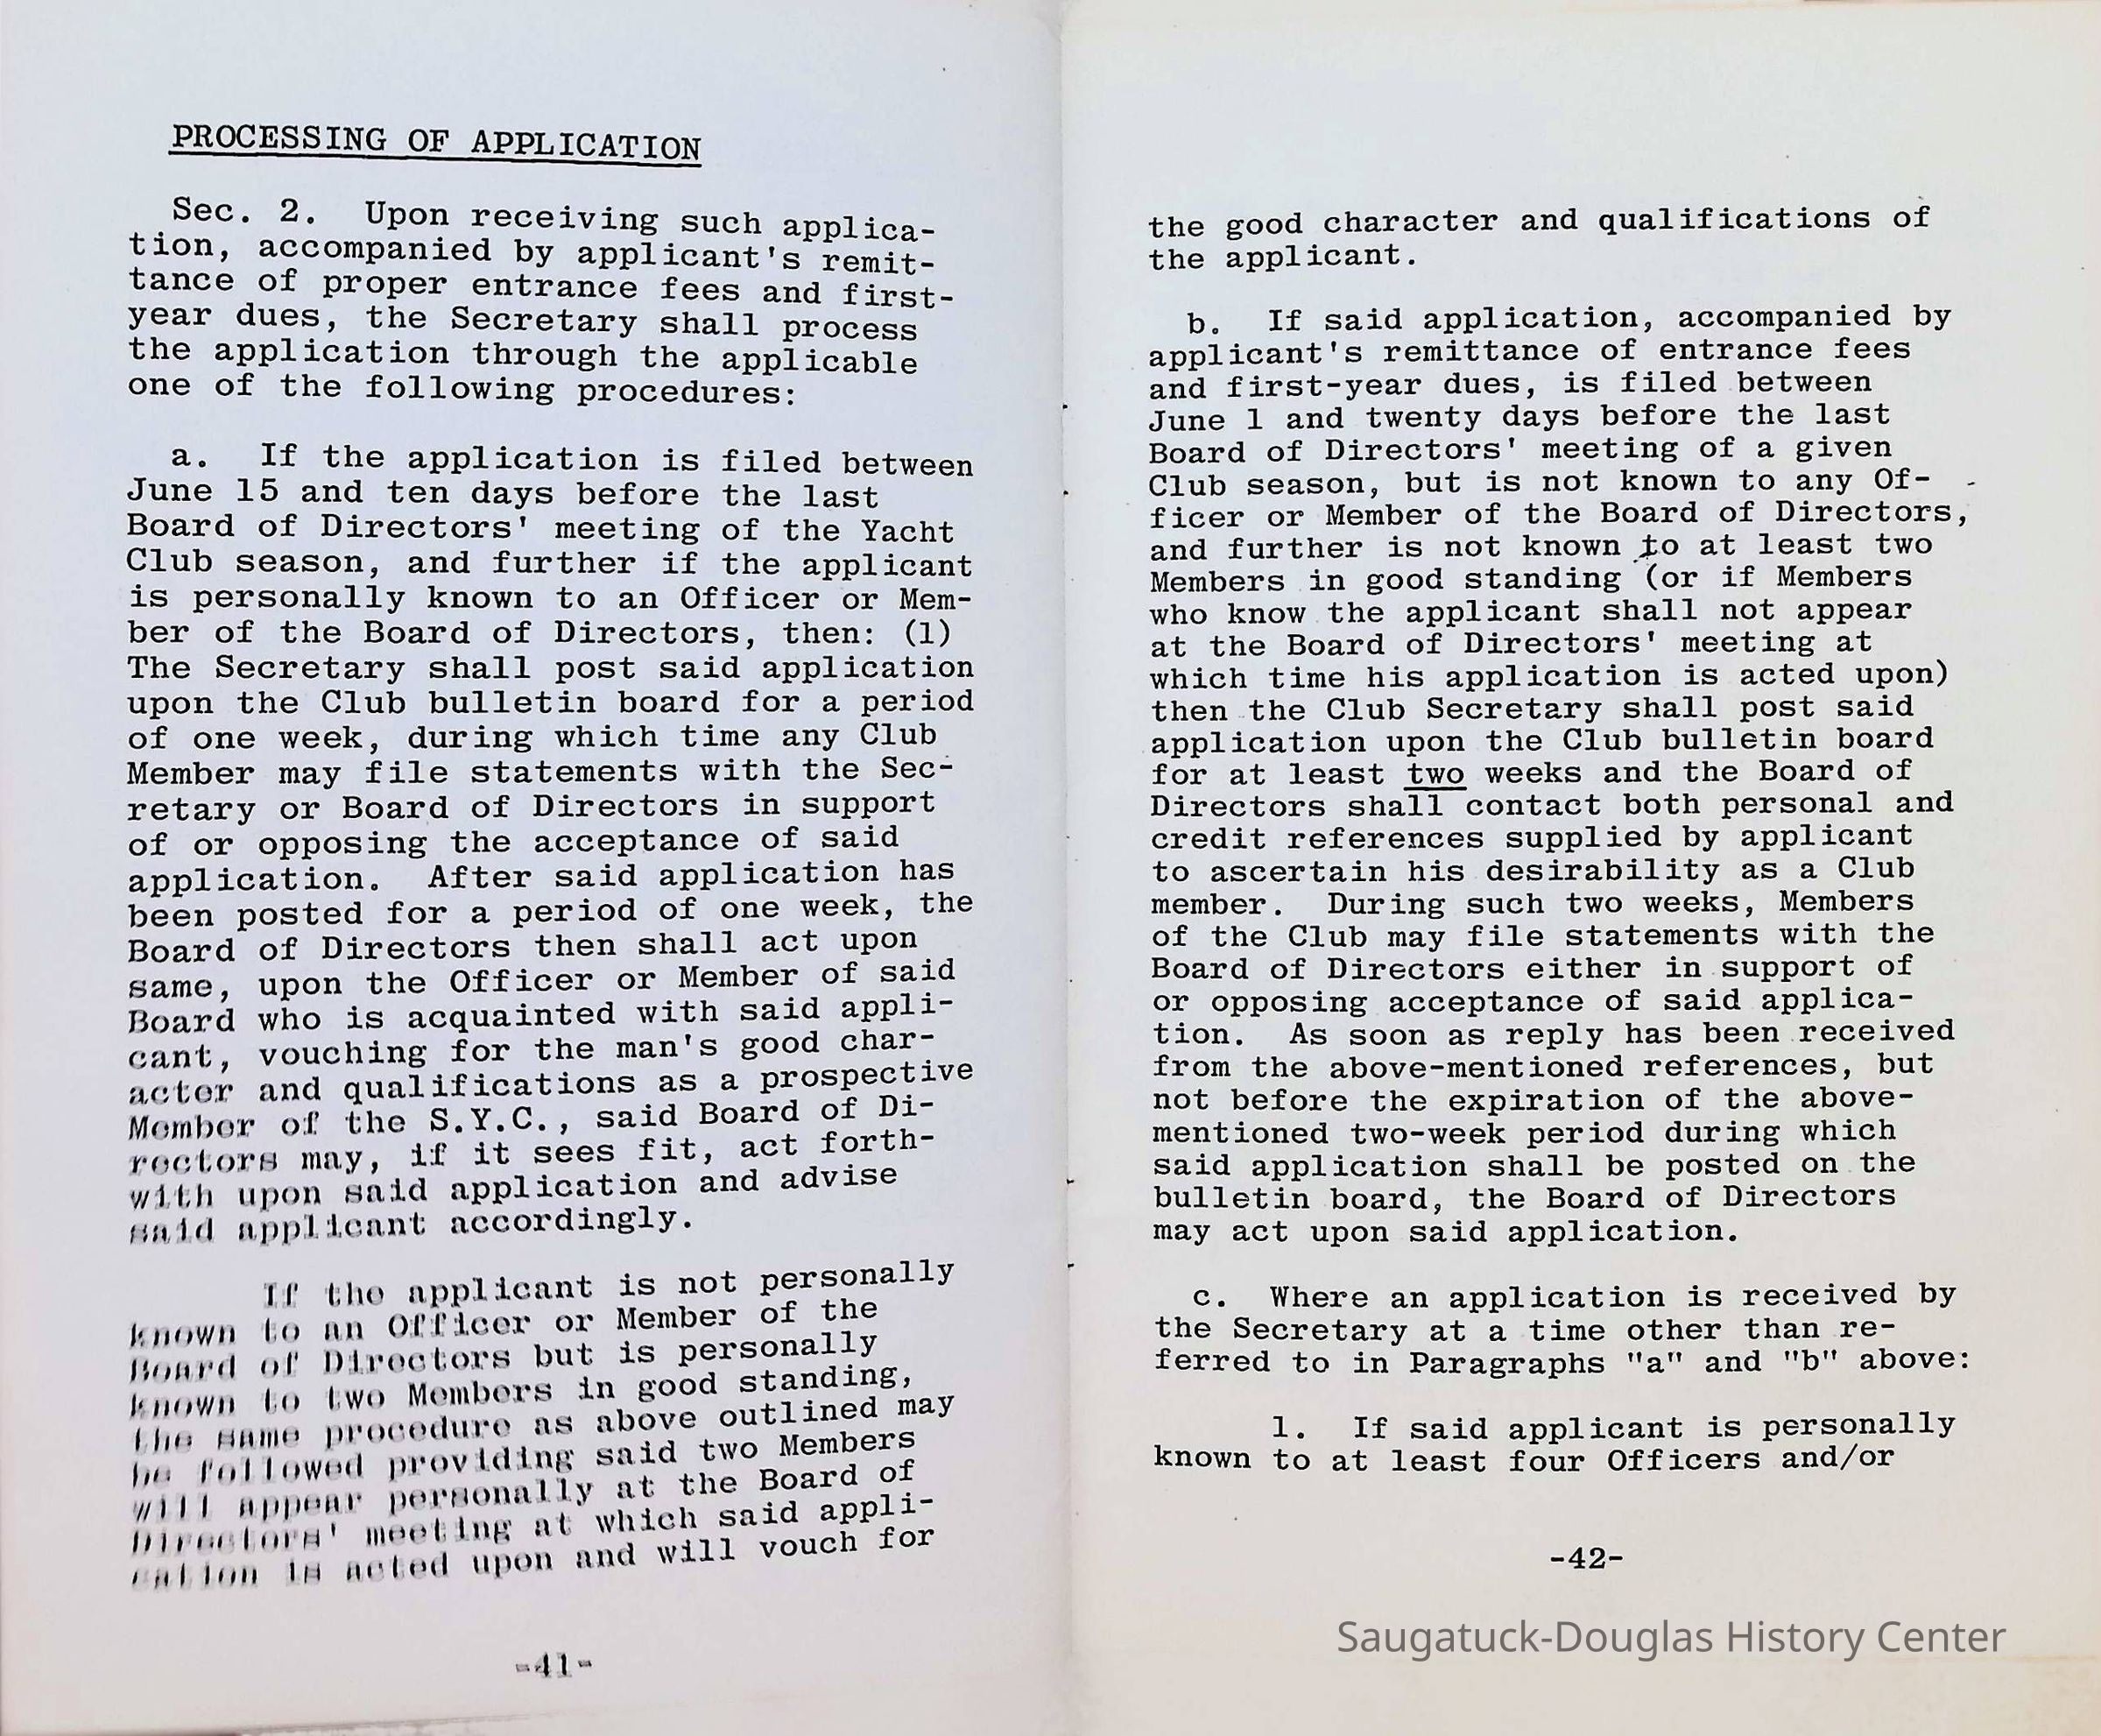 PROCESSING OF APPLICATION
Sec. 2. Upon receiving such applica-
tion, accompanied by applicant's remit-
tance of proper entrance fees and first-
year dues, the Secretary shall process
the application through the applicable
one of the following procedures:
a. If the application is filed between
June 15 and ten days before the last
Board of Directors' meeting of the Yacht
Club season, and further if the applicant
is personally known to an Officer or Mem-
ber of the Board of Directors, then: (1)
The Secretary shall post said application
upon the Club bulletin board for a period
of one week, during which time any Club
Member may file statements with the Sec-
retary or Board of Directors in support
of or opposing the acceptance of said
application. After said application has
been posted for a period of one week, the
Board of Directors then shall act upon
same, upon the Officer or Member of said
Board who is acquainted with said appli-
cant, vouching for the man's good char-
acter and qualifications as a prospective
Member of the S.Y.C., said Board of Di-
rectors may, if it sees fit, act forth-
with upon said application and advise
said applicant accordingly.
If the applicant is not personally
known to an Officer or Member of the
Board of Directors but is personally
known to two Members in good standing,
the same procedure as above outlined may
be followed providing said two Members
will appear personally at the Board of
Directors' meeting at which said appli-
cation is acted upon and will vouch for
-41-
the good character and qualifications of
the applicant.
b. If said application, accompanied by
applicant's remittance of entrance fees
and first-year dues, is filed between
June 1 and twenty days before the last
Board of Directors' meeting of a given
Club season, but is not known to any Of-
ficer or Member of the Board of Directors,
and further is not known to at least two
Members in good standing (or if Members
who know the applicant shall not appear
at the Board of Directors' meeting at
which time his application is acted upon)
then the Club Secretary shall post said
application upon the Club bulletin board
for at least two weeks and the Board of
Directors shall contact both personal and
credit references supplied by applicant
to ascertain his desirability as a Club
member. During such two weeks, Members
of the Club may file statements with the
Board of Directors either in support of
or opposing acceptance of said applica-
tion. As soon as reply has been received
from the above-mentioned references, but
not before the expiration of the above-
mentioned two-week period during which
said application shall be posted on the
bulletin board, the Board of Directors
may act upon said application.
c. Where an application is received by
the Secretary at a time other than re-
ferred to in Paragraphs "a" and "b" above:
1. If said applicant is personally
known to at least four Officers and/or
-42-
Saugatuck-Douglas History Center